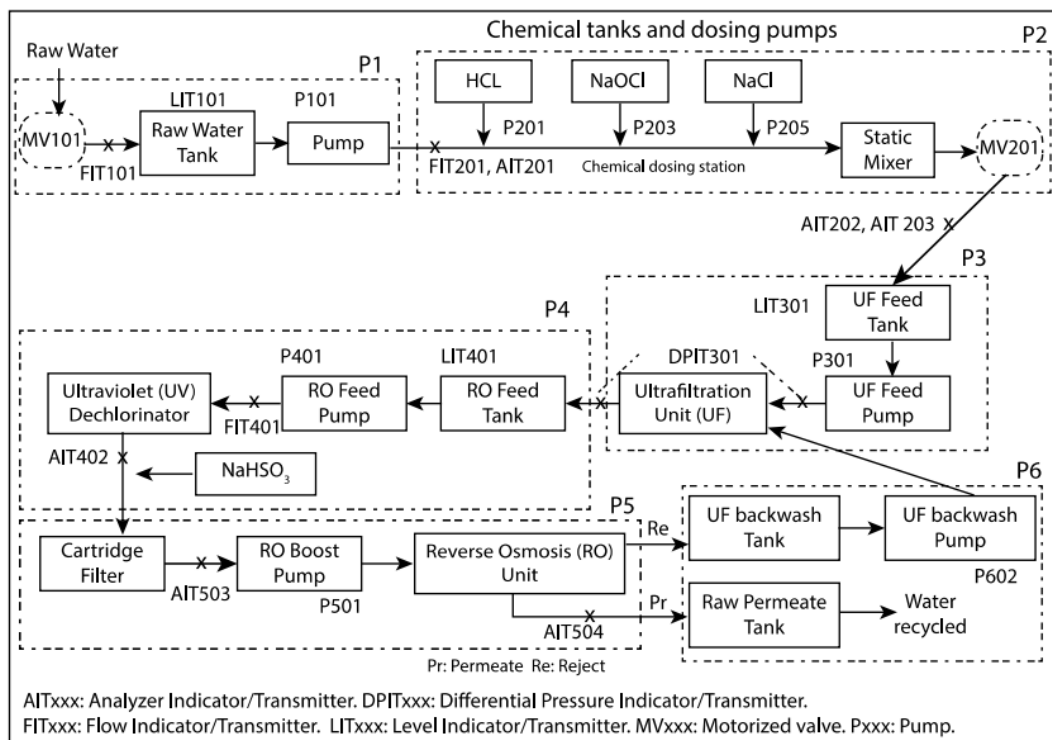 Chemical tanks and dosing pumps
P2
Raw Water
P1
HCL
NaOCl
NaCl
LIT101
P101
MV101
Raw Water
Tank
Pump
P201
P203
P205
Static
Mixer
MV201
FIT101
FIT201, AIT201
Chemical dosing station
AIT202, AIT 203
P3
LIT301
UF Feed
Tank
P4
P401
LIT401
DPIT301
P301
Ultraviolet (UV)
Dechlorinator
RO Feed
Pump
RO Feed
Tank
Ultrafiltration
Unit (UF)
UF Feed
Pump
FIT401
AIT402
NaHSO3
P6
P5
Cartridge
Filter
RO Boost
Pump
Reverse Osmosis (RO)
Unit
Re
UF backwash
Tank
UF backwash
Pump
AIT503
P501
P602
AIT504
Pr
Raw Permeate
Tank
Water
recycled
Pr: Permeate Re: Reject
AITxxx: Analyzer Indicator/Transmitter. DPITxxx: Differential Pressure Indicator/Transmitter.
FITxxx: Flow Indicator/Transmitter. LITxxx: Level Indicator/Transmitter. MVxxx: Motorized valve. Pxxx: Pump.